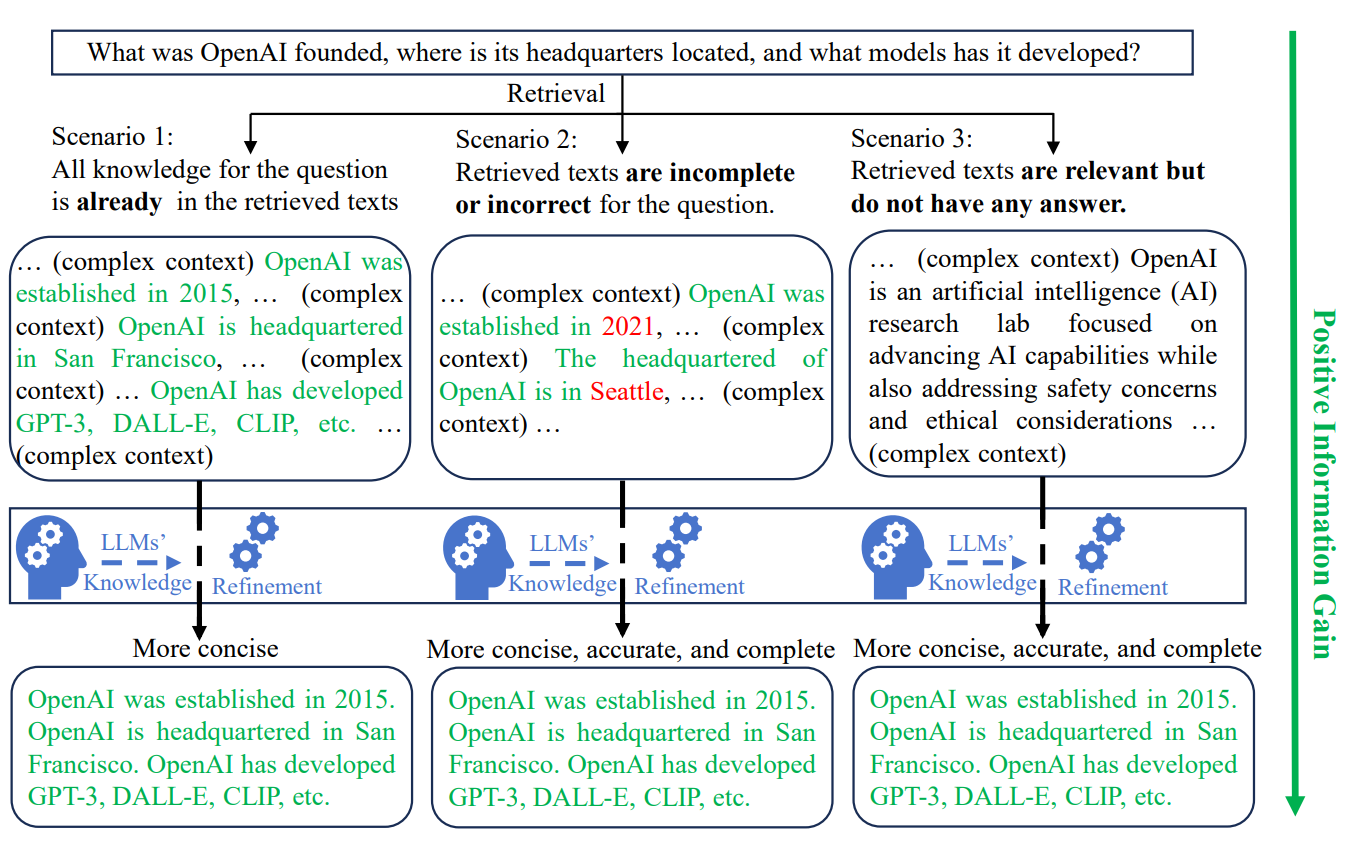 What was OpenAI founded, where is its headquarters located, and what models has it developed?
Retrieval
Scenario 1:
All knowledge for the question
is already in the retrieved texts
Scenario 2:
Retrieved texts are incomplete
or incorrect for the question.
Scenario 3:
Retrieved texts are relevant but
do not have any answer.
… (complex context) OpenAI was
established in 2015, … (complex
context) OpenAI is headquartered
in San Francisco, … (complex
context) … OpenAI has developed
GPT-3, DALL-E, CLIP, etc. …
(complex context)
… (complex context) OpenAI was
established in 2021, … (complex
context) The headquartered of
OpenAI is in Seattle, … (complex
context) …
… (complex context) OpenAI
is an artificial intelligence (AI)
research lab focused on
advancing AI capabilities while
also addressing safety concerns
and ethical considerations …
(complex context)
LLMs'
Knowledge
Refinement
LLMs'
Knowledge
Refinement
LLMs'
Knowledge
Refinement
More concise
More concise, accurate, and complete
More concise, accurate, and complete
OpenAI was established in 2015.
OpenAI is headquartered in San
Francisco. OpenAI has developed
GPT-3, DALL-E, CLIP, etc.
OpenAI was established in 2015.
OpenAI is headquartered in San
Francisco. OpenAI has developed
GPT-3, DALL-E, CLIP, etc.
OpenAI was established in 2015.
OpenAI is headquartered in San
Francisco. OpenAI has developed
GPT-3, DALL-E, CLIP, etc.
Positive Information Gain